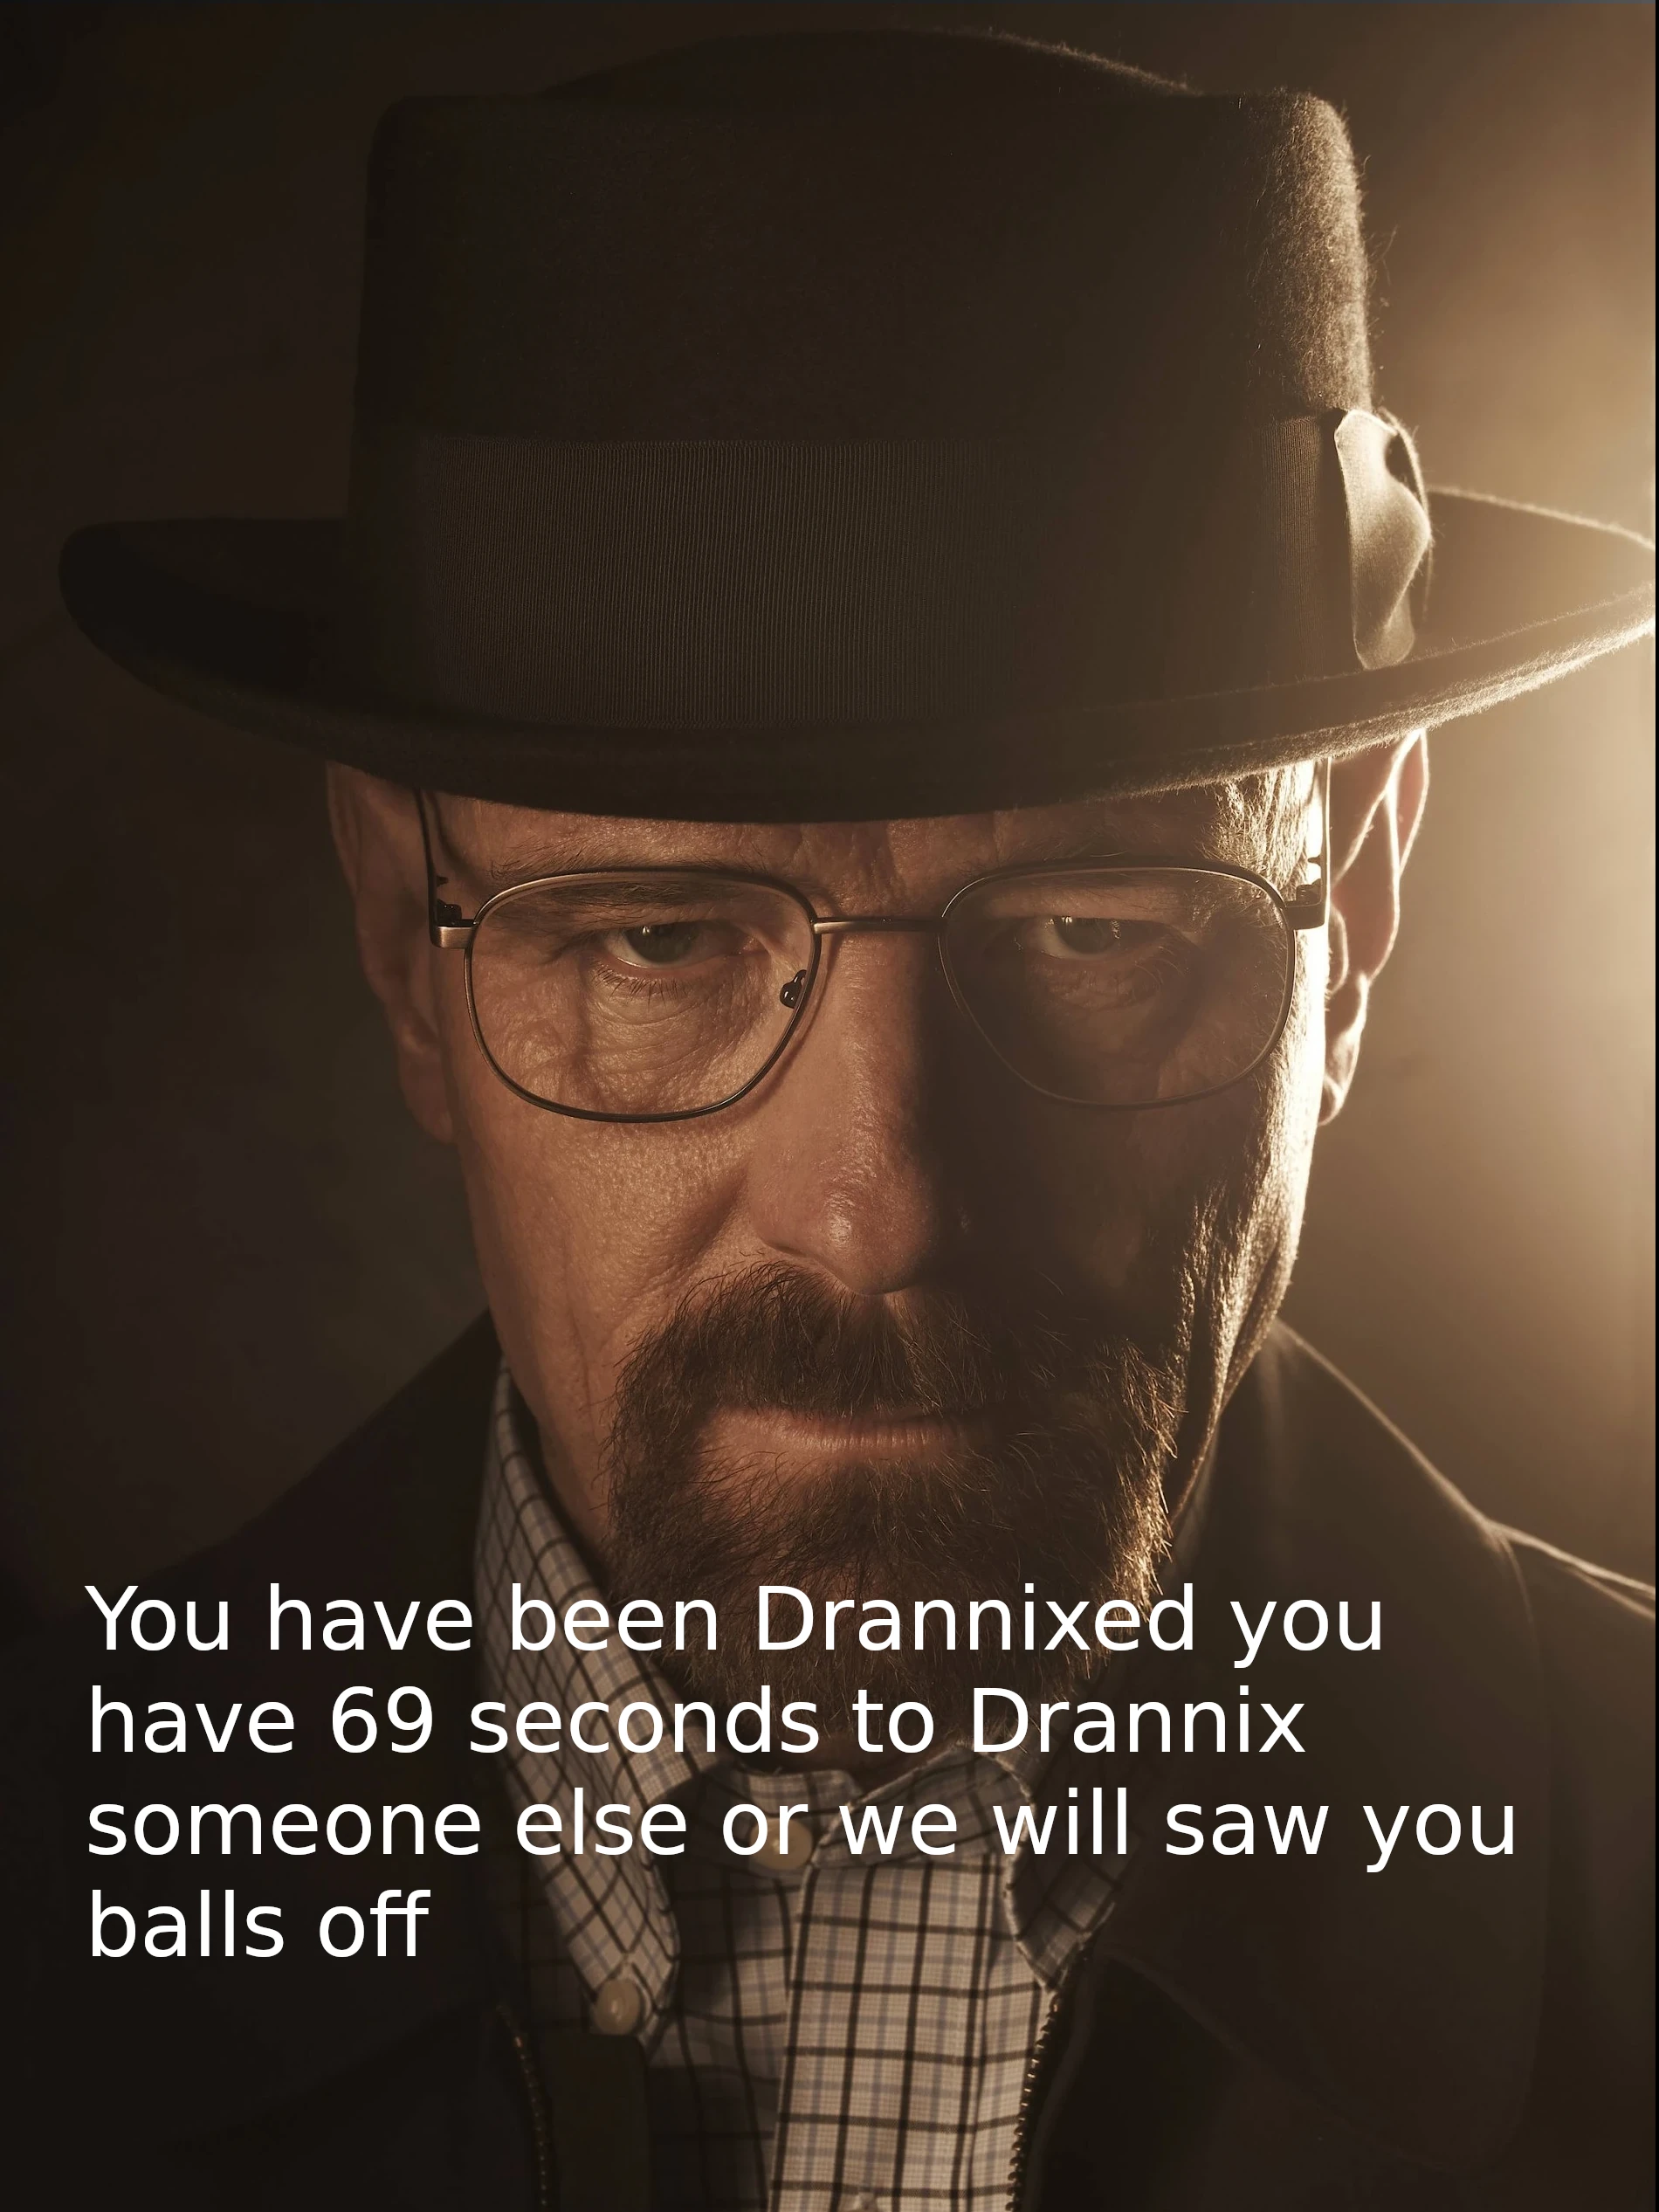 You have been Drannixed you
have 69 seconds to Drannix
someone else or we will saw you
balls off